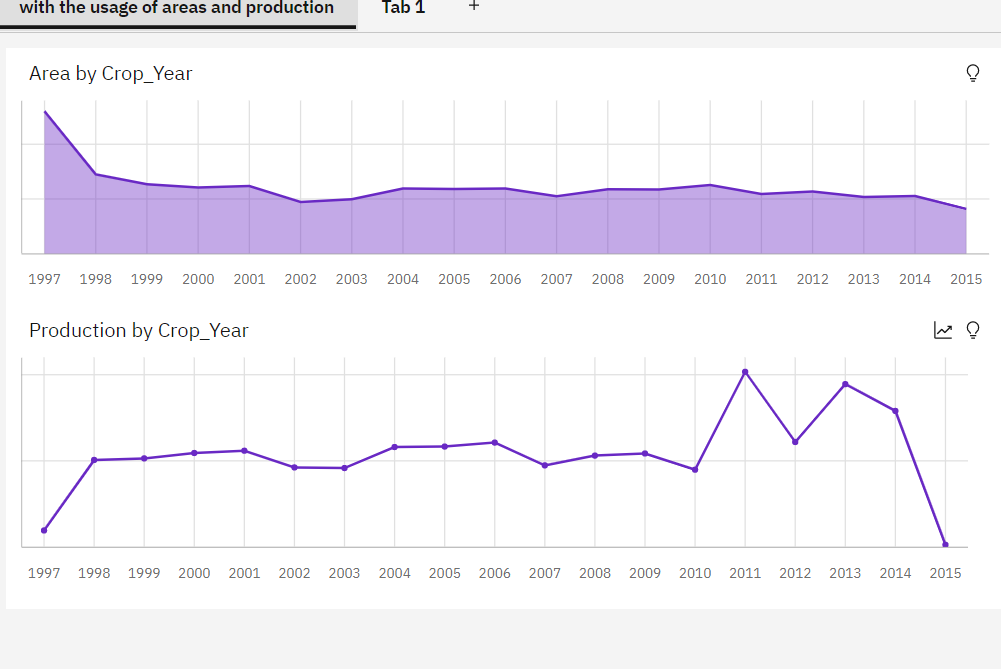 with the usage of areas and production Tab 1 +
Area by Crop_Year
1997 1998 1999 2000 2001 2002 2003 2004 2005 2006 2007 2008 2009 2010 2011 2012 2013 2014 2015
Production by Crop_Year
1997 1998 1999 2000 2001 2002 2003 2004 2005 2006 2007 2008 2009 2010 2011 2012 2013 2014 2015